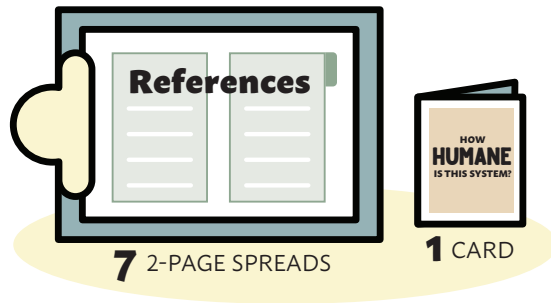 References
HOW
HUMANE
IS THIS SYSTEM?
7 2-PAGE SPREADS
1 CARD